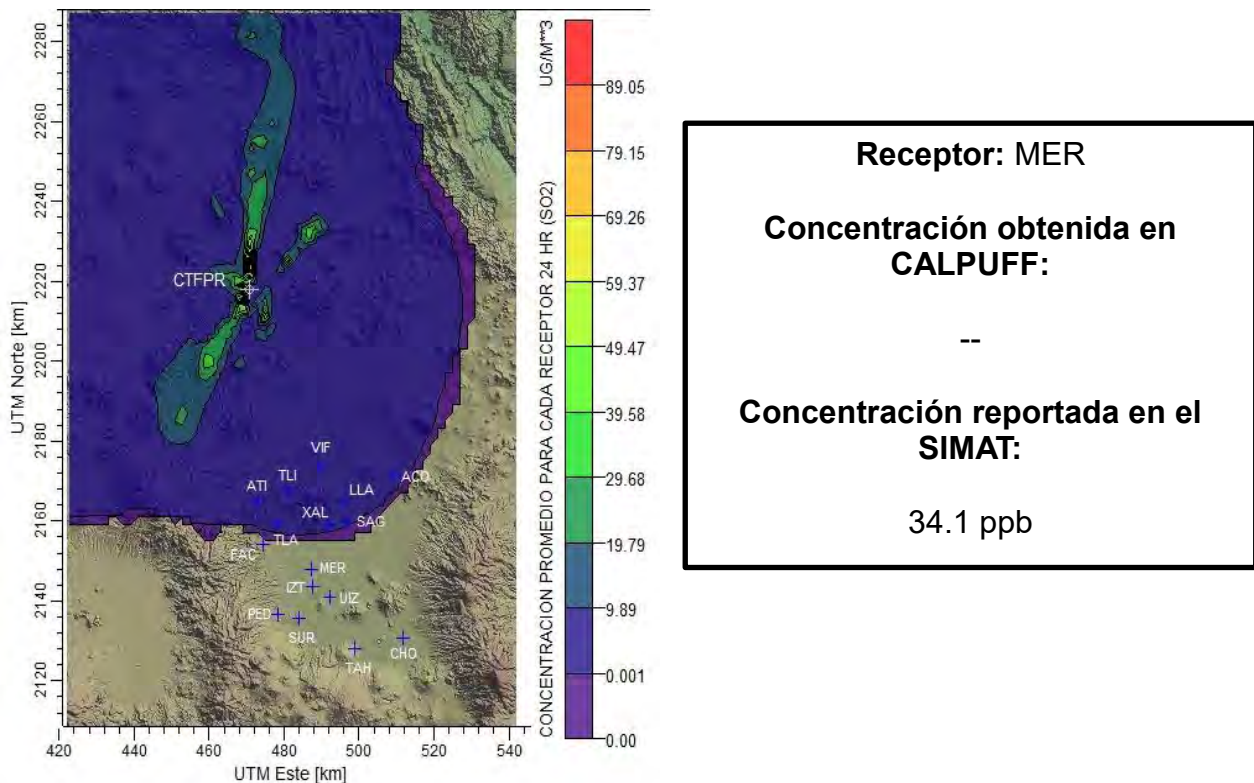 2280
2260
2240
2220
2200
2180
2160
2140
2120
UTM Norte [km]
420
440
460
480
500
520
540
UTM Este [km]
CTFPR
VIF
TLI
ATI
ACO
LLA
XAL
SAG
TLA
FAC
MER
IZT
UIZ
PED
SUR
TAH
CHO
CONCENTRACION PROMEDIO PARA CADA RECEPTOR 24 HR (SO2)
UG/M**3
89.05
79.15
69.26
59.37
49.47
39.58
29.68
19.79
9.89
0.001
0.00
Receptor: MER
Concentración obtenida en
CALPUFF:
--
Concentración reportada en el
SIMAT:
34.1 ppb